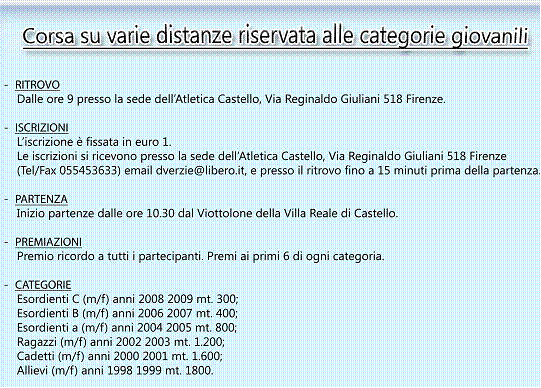 Corsa su varie distanze riservata alle categorie giovanili
- RITROVO
Dalle ore 9 presso la sede dell'Atletica Castello, Via Reginaldo Giuliani 518 Firenze.
- ISCRIZIONI
L'iscrizione è fissata in euro 1.
Le iscrizioni si ricevono presso la sede dell'Atletica Castello, Via Reginaldo Giuliani 518 Firenze
(Tel/Fax 055453633) email dverzie@libero.it, e presso il ritrovo fino a 15 minuti prima della partenza.
- PARTENZA
Inizio partenze dalle ore 10.30 dal Viottolone della Villa Reale di Castello.
- PREMIAZIONI
Premio ricordo a tutti i partecipanti. Premi ai primi 6 di ogni categoria.
- CATEGORIE
Esordienti C (m/f) anni 2008 2009 mt. 300;
Esordienti B (m/f) anni 2006 2007 mt. 400;
Esordienti a (m/f) anni 2004 2005 mt. 800;
Ragazzi (m/f) anni 2002 2003 mt. 1.200;
Cadetti (m/f) anni 2000 2001 mt. 1.600;
Allievi (m/f) anni 1998 1999 mt. 1800.